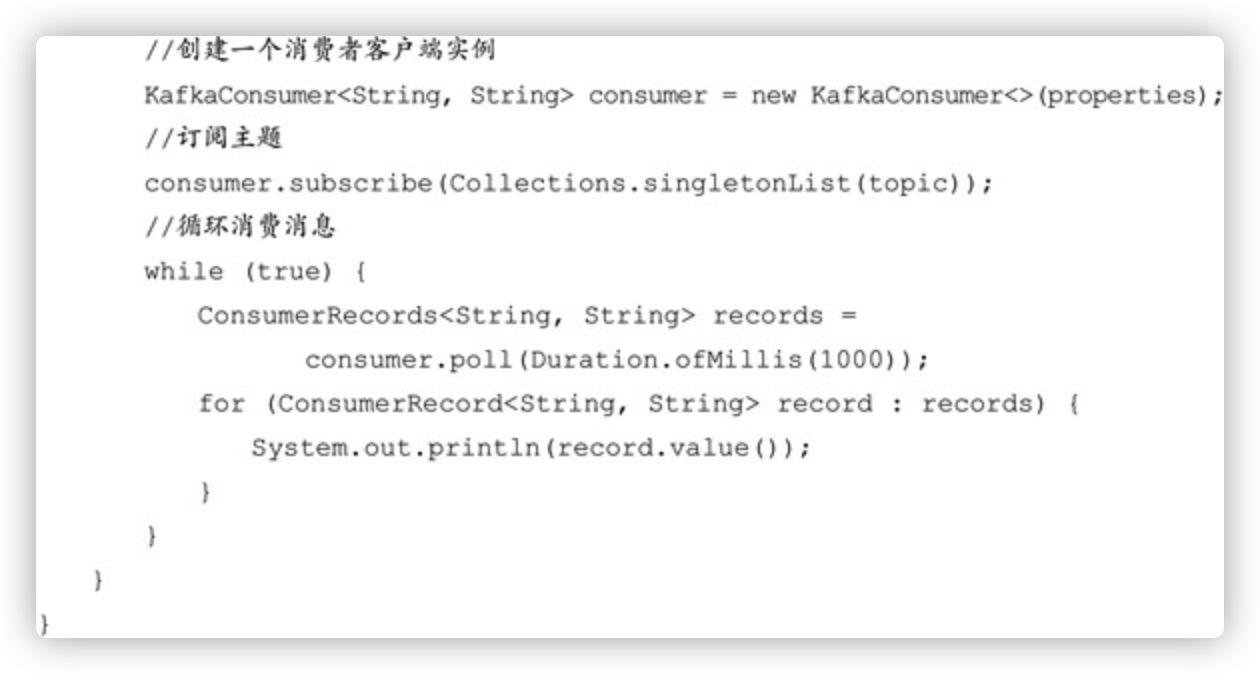 //创建一个消费者客户端实例
KafkaConsumer<String, String> consumer = new KafkaConsumer<>(properties);
//订阅主题
consumer.subscribe(Collections.singletonList(topic));
//循环消费消息
while (true) {
ConsumerRecords<String, String> records =
consumer.poll(Duration.ofMillis(1000));
for (ConsumerRecord<String, String> record : records) {
System.out.println(record.value());
}
}
}
}